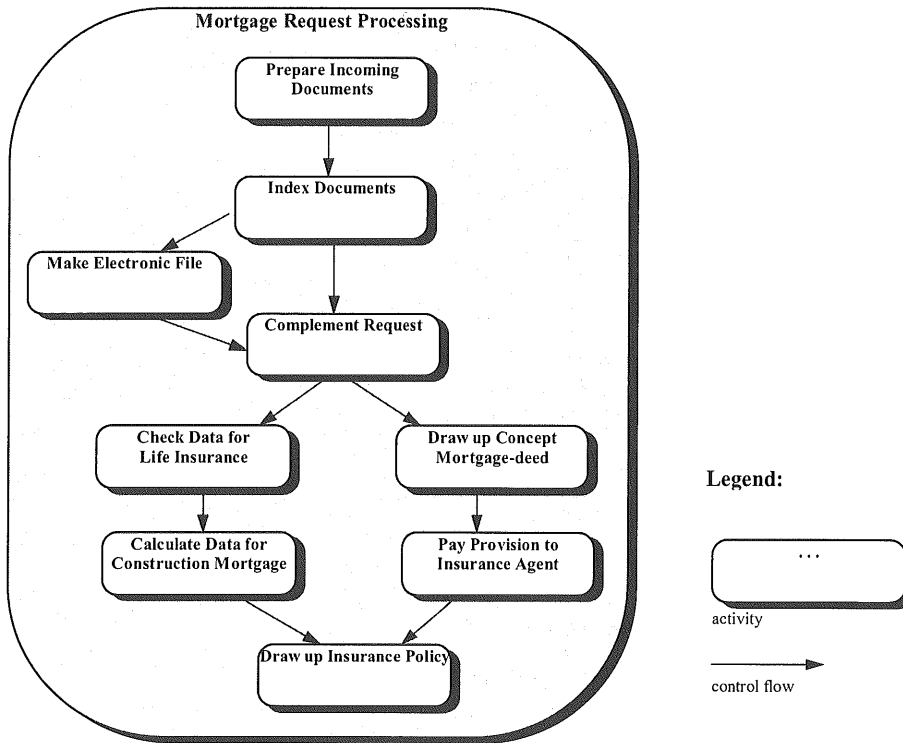 Mortgage Request Processing
Prepare Incoming
Documents
Index Documents
Make Electronic File
Complement Request
Check Data for
Life Insurance
Draw up Concept
Mortgage-deed
Calculate Data for
Construction Mortgage
Pay Provision to
Insurance Agent
Draw up Insurance Policy
Legend:
...
activity
control flow